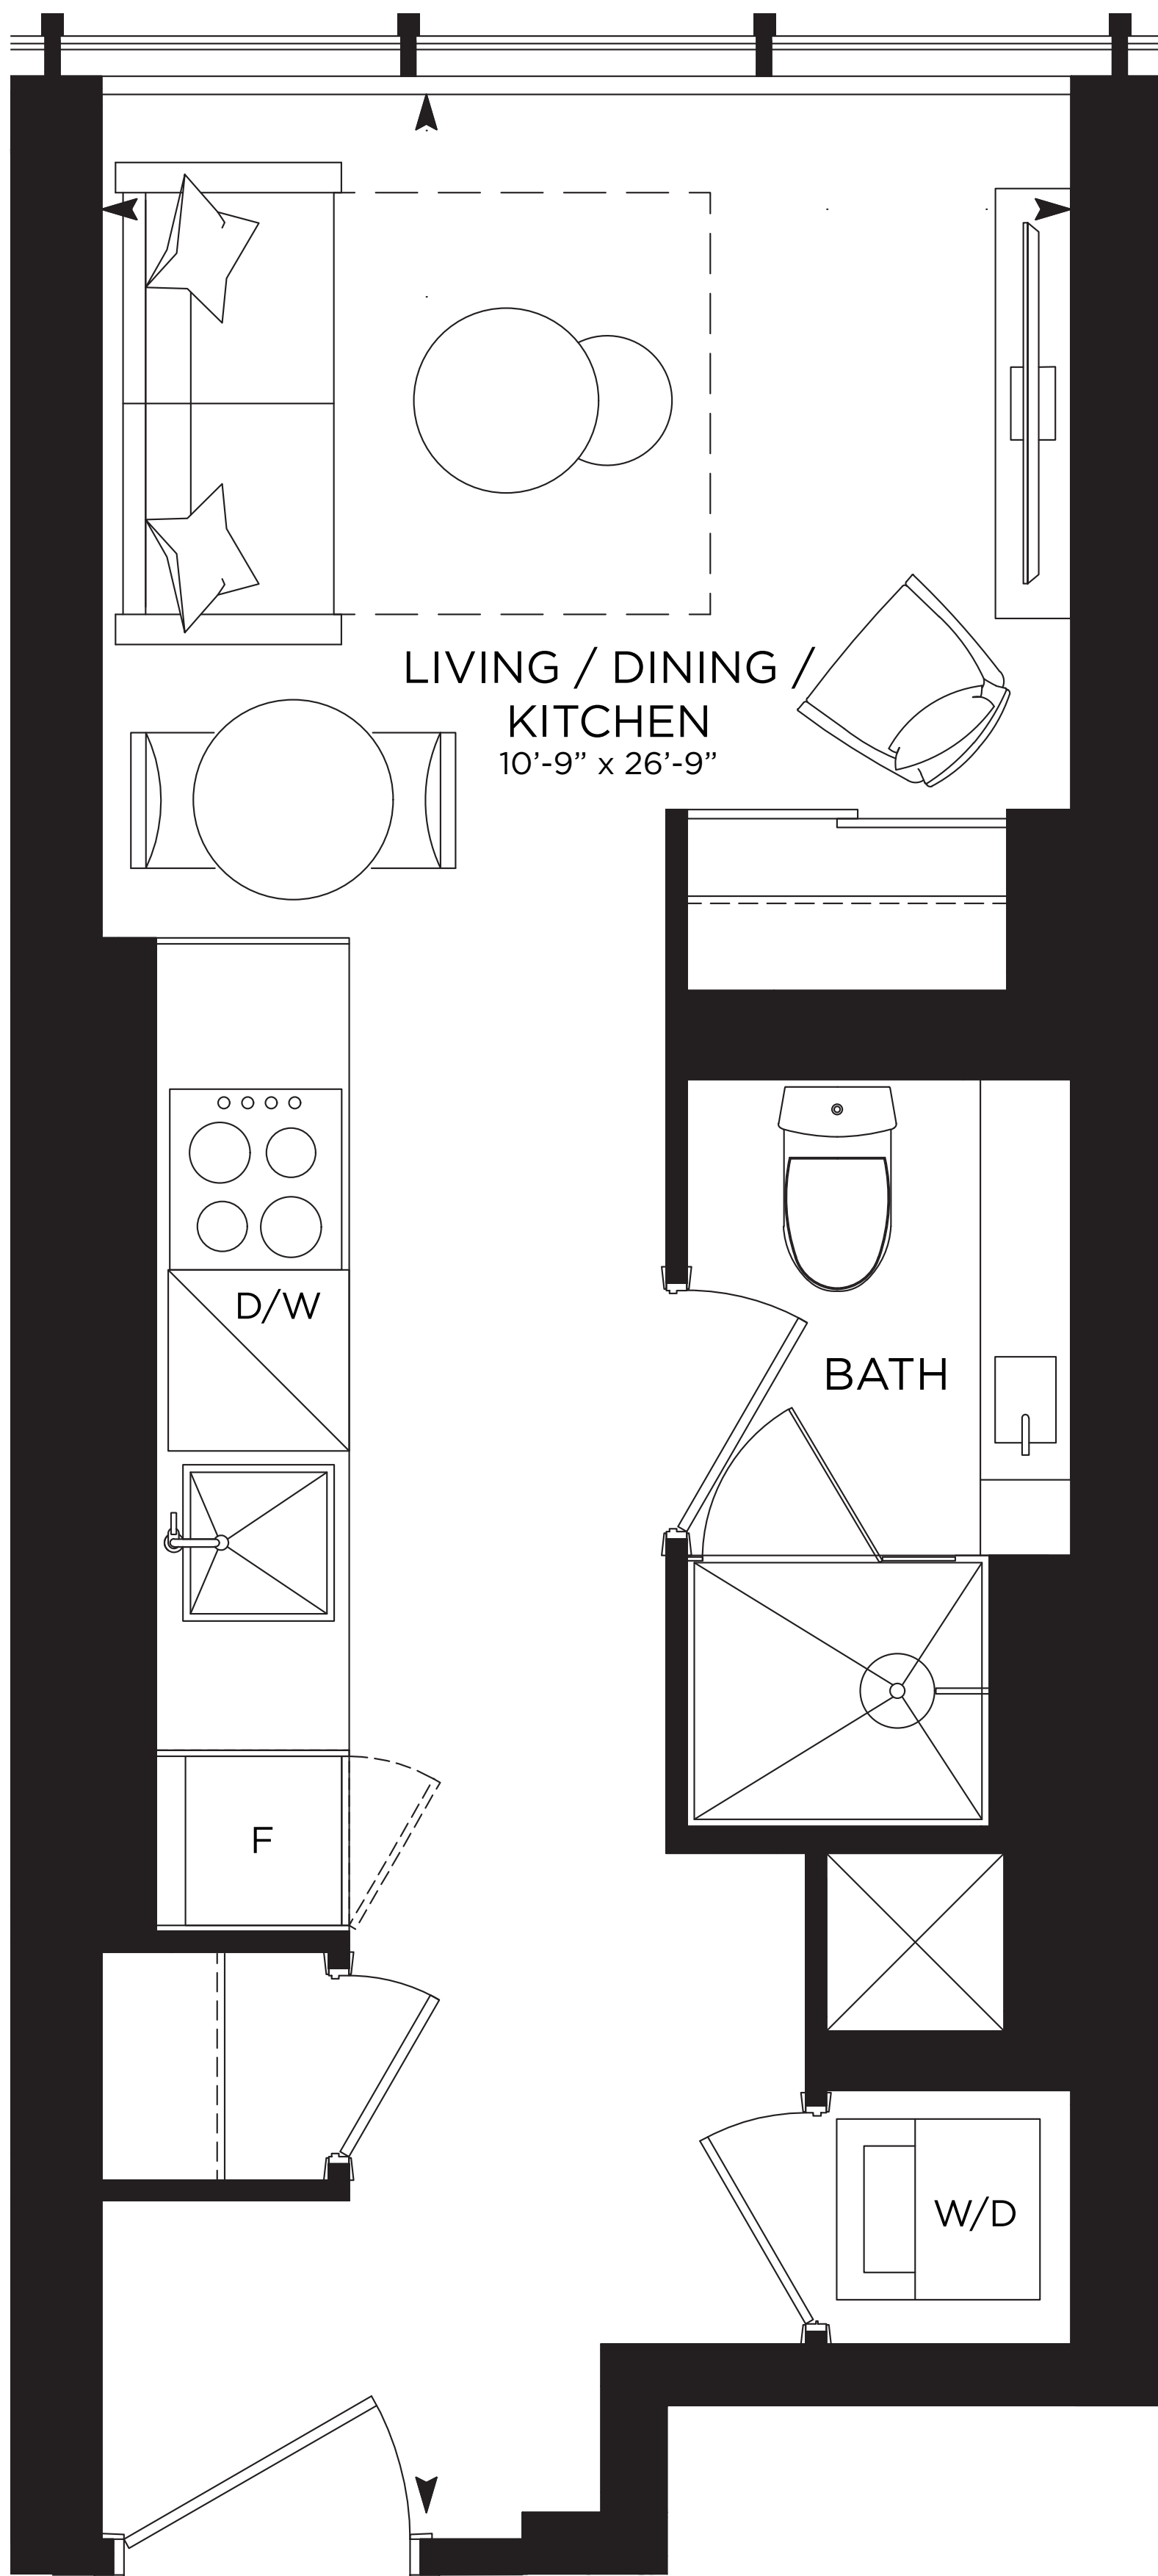 LIVING / DINING /
KITCHEN
10’-9” x 26’-9”
D/W
BATH
F
W/D